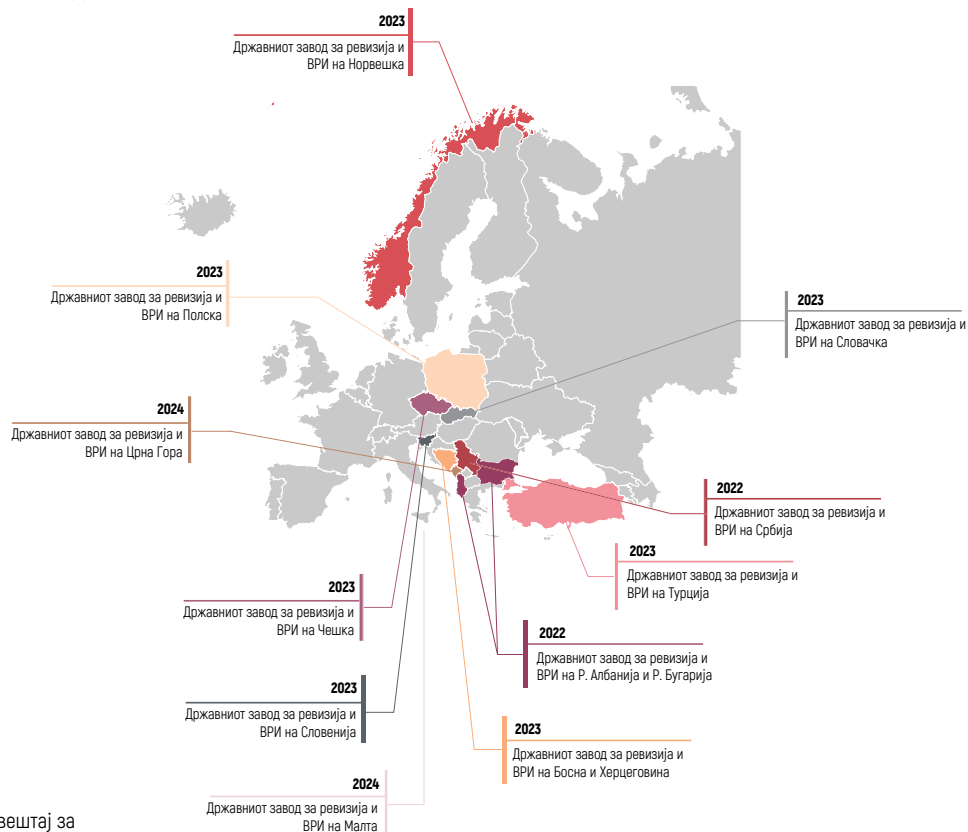 2023
Државниот завод за ревизија и
ВРИ на Норвешка
2023
Државниот завод за ревизија и
ВРИ на Полска
2023
Државниот завод за ревизија и
ВРИ на Словачка
2024
Државниот завод за ревизија и
ВРИ на Црна Гора
2022
Државниот завод за ревизија и
ВРИ на Србија
2023
Државниот завод за ревизија и
ВРИ на Турција
2023
Државниот завод за ревизија и
ВРИ на Чешка
2022
Државниот завод за ревизија и
ВРИ на Р. Албанија и Р. Бугарија
2023
Државниот завод за ревизија и
ВРИ на Словенија
2023
Државниот завод за ревизија и
ВРИ на Босна и Херцеговина
2024
Државниот завод за ревизија и
ВРИ на Малта
вештај за